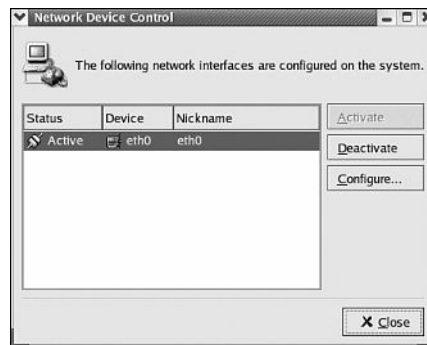 Network Device Control
The following network interfaces are configured on the system.
Status Device Nickname
Active eth0 eth0
Activate
Deactivate
Configure...
Close